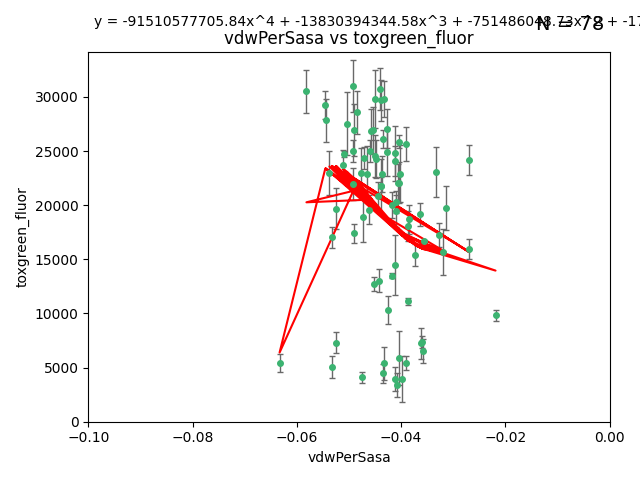 y = -91510577705.84x^4 + -13830394344.58x^3 + -751486048.73x^2 + -17
N = 78
vdwPerSasa vs toxgreen_fluor
30000
25000
20000
15000
10000
5000
0
toxgreen_fluor
−0.10 −0.08 −0.06 −0.04 −0.02 0.00
vdwPerSasa